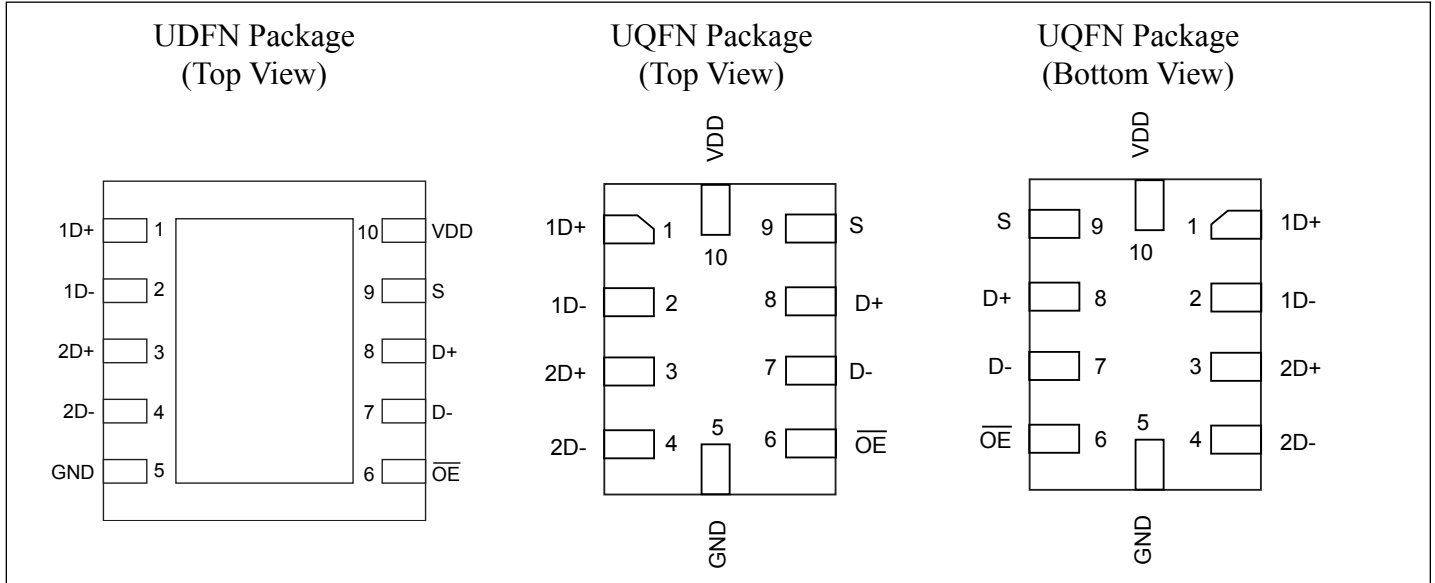 UDFN Package
(Top View)
1D+ 1 10 VDD
1D- 2 9 S
2D+ 3 8 D+
2D- 4 7 D-
GND 5 6 O̅E̅
UQFN Package
(Top View)
VDD
1D+ 1 9 S
10
1D- 2 8 D+
2D+ 3 7 D-
5
2D- 4 6 O̅E̅
GND
UQFN Package
(Bottom View)
VDD
S 9 1 1D+
10
D+ 8 2 1D-
D- 7 3 2D+
5
O̅E̅ 6 4 2D-
GND